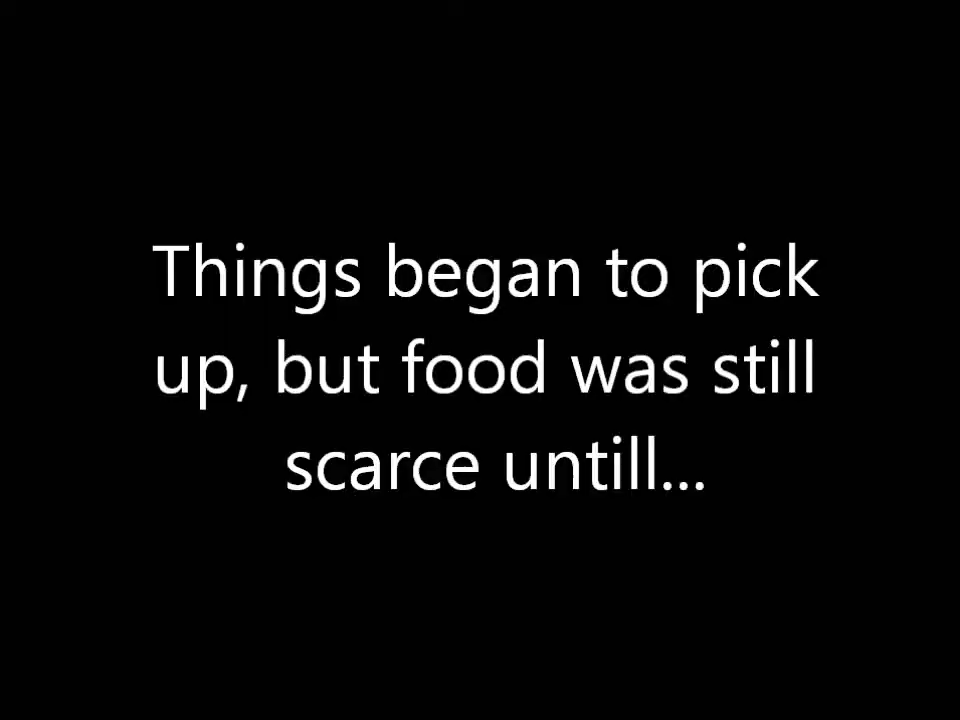 Things began to pick
up, but food was still
scarce untill...